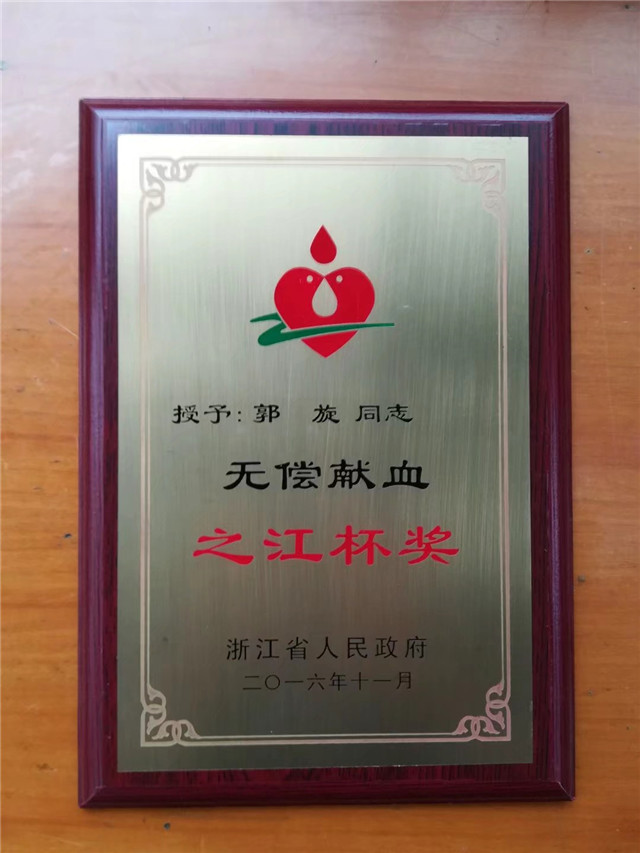 授予：郭　旋 同志
无偿献血
之江杯奖
浙江省人民政府
二〇一六年十一月